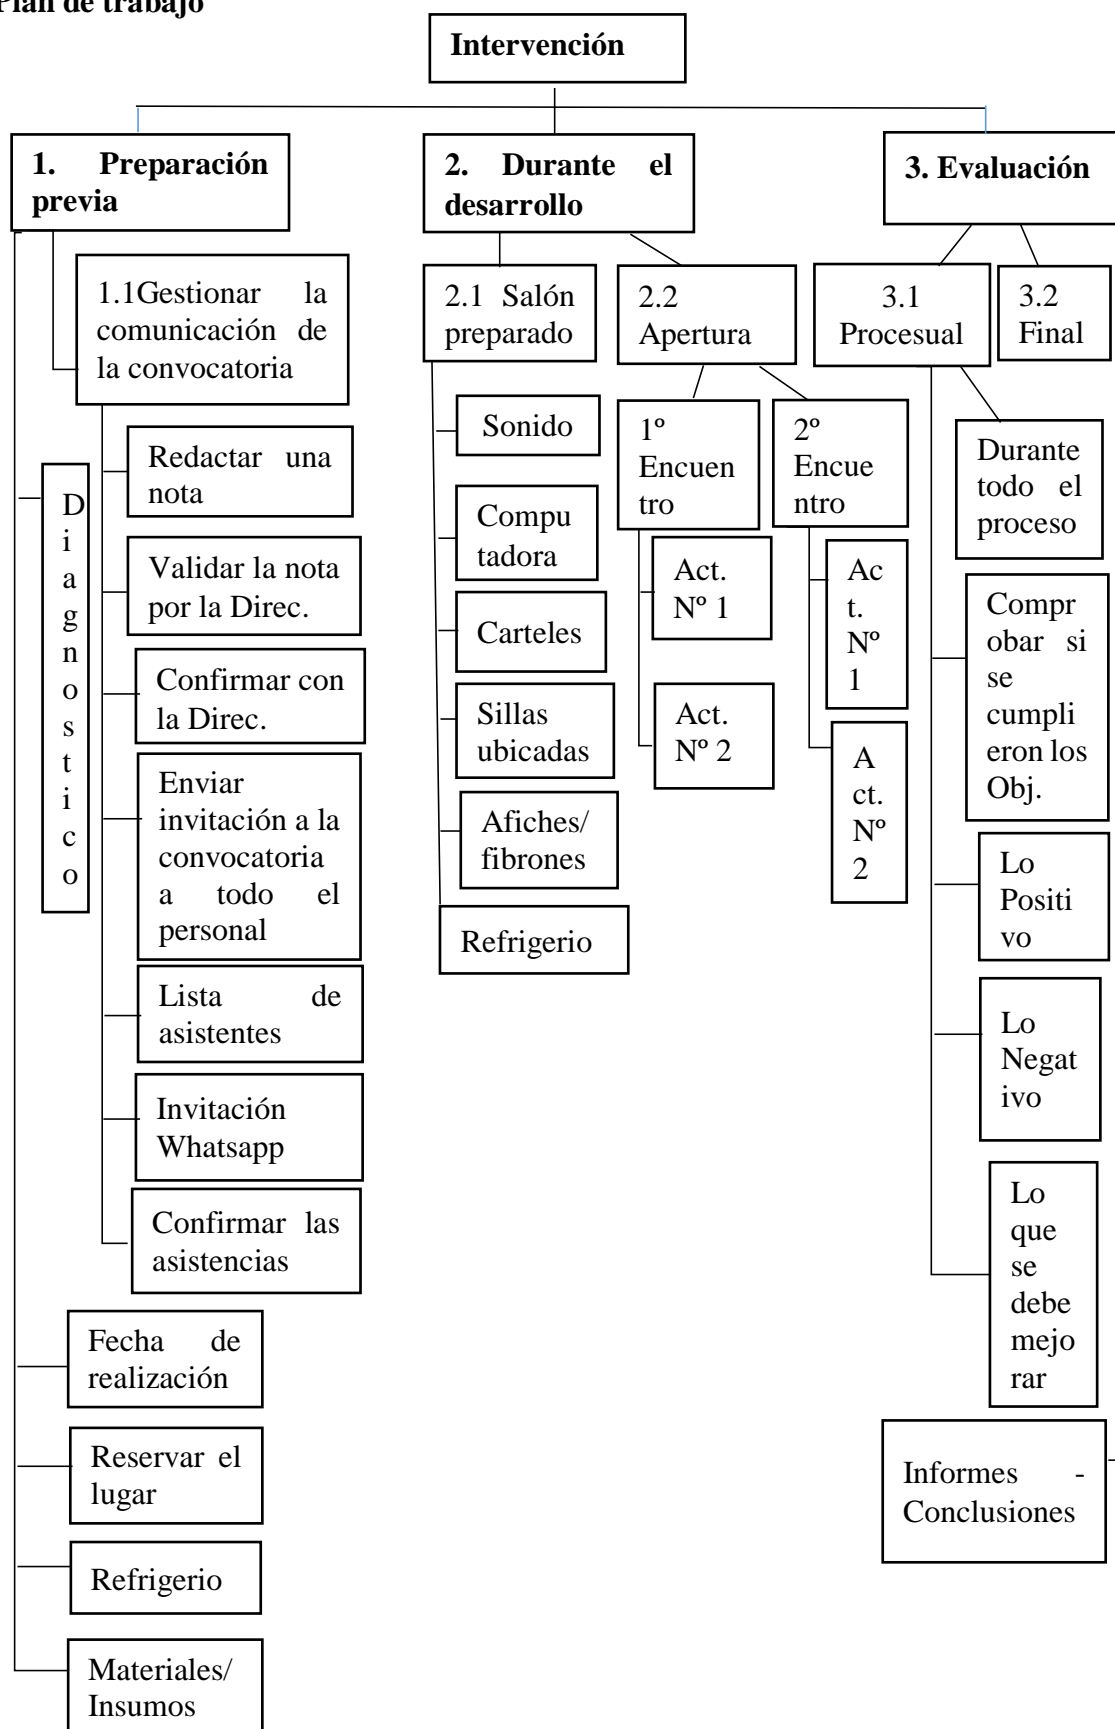 Plan de trabajo
Intervención
1. Preparación
previa
1.1Gestionar la
comunicación de
la convocatoria
Redactar una
nota
Validar la nota
por la Direc.
Confirmar con
la Direc.
Enviar
invitación a la
convocatoria
a todo el
personal
Lista de
asistentes
Invitación
Whatsapp
Confirmar las
asistencias
D
i
a
g
n
o
s
t
i
c
o
Fecha de
realización
Reservar el
lugar
Refrigerio
Materiales/
Insumos
2. Durante el
desarrollo
2.1 Salón
preparado
Sonido
Compu
tadora
Carteles
Sillas
ubicadas
Afiches/
fibrones
Refrigerio
2.2
Apertura
1º
Encuen
tro
Act.
Nº 1
Act.
Nº 2
2º
Encue
ntro
Ac
t.
Nº
1
A
ct.
Nº
2
3. Evaluación
3.1
Procesual
3.2
Final
Durante
todo el
proceso
Compr
obar si
se
cumpli
eron los
Obj.
Lo
Positi
vo
Lo
Negat
ivo
Lo
que
se
debe
mejo
rar
Informes -
Conclusiones